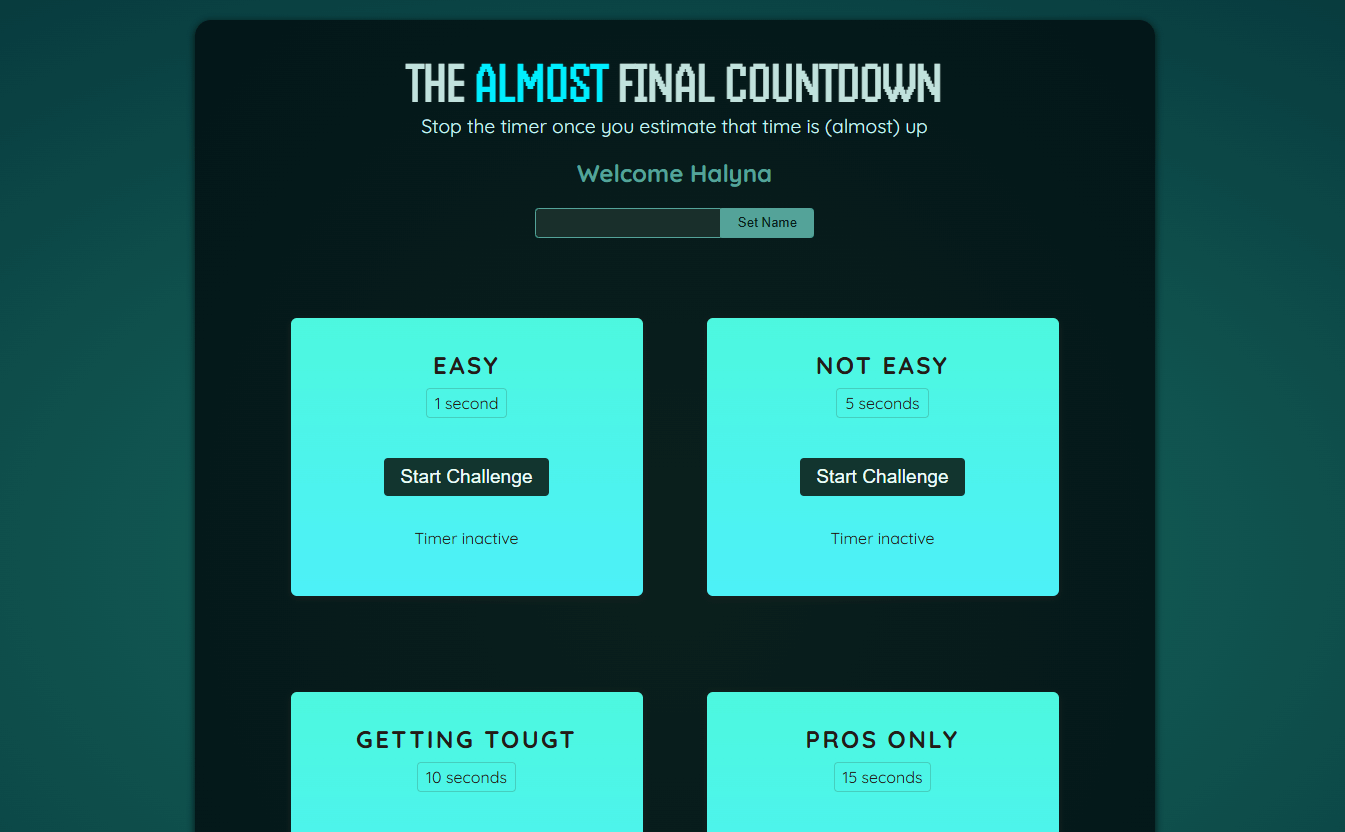 THE ALMOST FINAL COUNTDOWN
Stop the timer once you estimate that time is (almost) up
Welcome Halyna
Set Name
EASY
1 second
Start Challenge
Timer inactive
NOT EASY
5 seconds
Start Challenge
Timer inactive
GETTING TOUGT
10 seconds
PROS ONLY
15 seconds